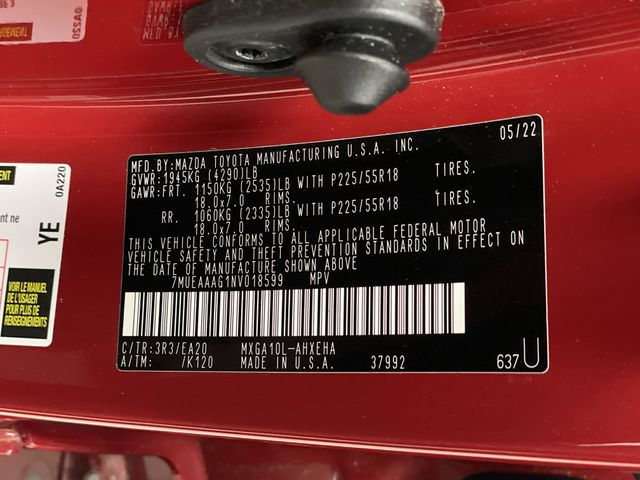 0A220
MFD.BY:MAZDA TOYOTA MANUFACTURING U.S.A. INC. 05/22
GVWR:1945KG (4290)LB
GAWR:FRT. 1150KG (2535)LB WITH P225/55R18 TIRES.
18.0x7.0 RIMS.
RR. 1060KG (2335)LB WITH P225/55R18 TIRES.
18.0x7.0 RIMS.
THIS VEHICLE CONFORMS TO ALL APPLICABLE FEDERAL MOTOR
VEHICLE SAFETY AND THEFT PREVENTION STANDARDS IN EFFECT ON
THE DATE OF MANUFACTURE SHOWN ABOVE
7MUEAAAG1NV018599 MPV
C/TR:3R3/EA20 MXGA10L-AHXEHA
A/TM: /K120 MADE IN U.S.A. 37992 637U
0A220
YE
VOIR LE MANUEL
DE L'USAGER
POUR PLUS DE
RENSEIGNEMENTS